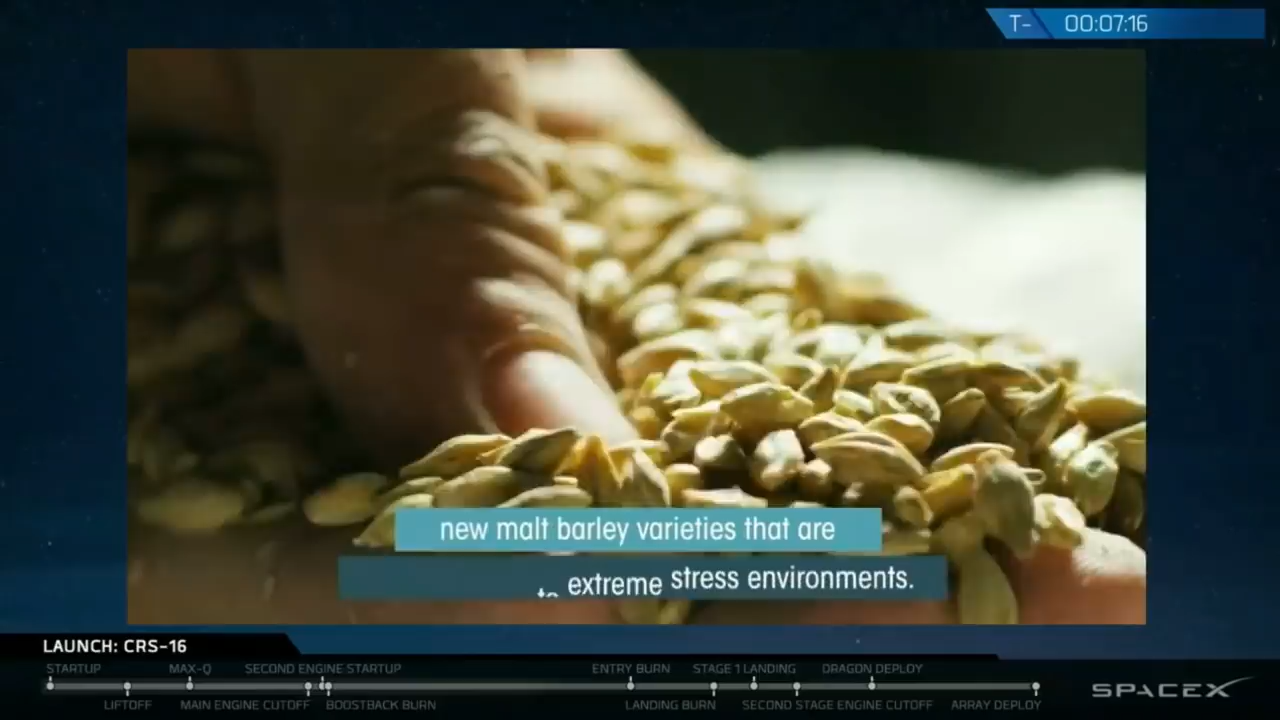 T- 00:07:16
new malt barley varieties that are
to extreme stress environments.
LAUNCH: CRS-16
STARTUP MAX-Q SECOND ENGINE STARTUP ENTRY BURN STAGE 1 LANDING DRAGON DEPLOY
LIFTOFF MAIN ENGINE CUTOFF BOOSTBACK BURN LANDING BURN SECOND STAGE ENGINE CUTOFF ARRAY DEPLOY
SPACEX